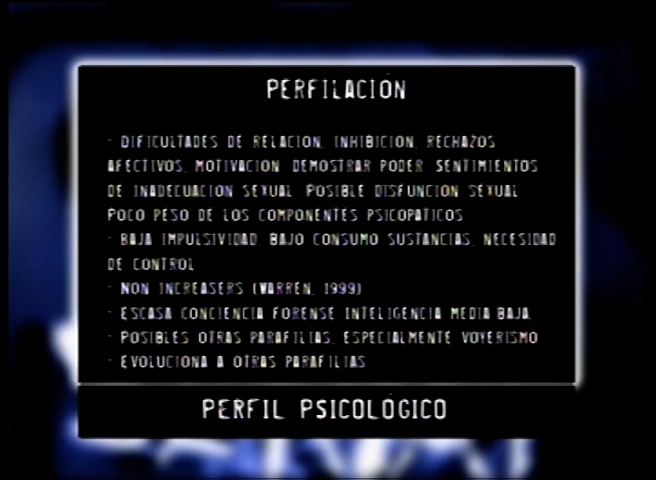 PERFILACIÓN
· DIFICULTADES DE RELACION, INHIBICION, RECHAZOS
AFECTIVOS, MOTIVACION: DEMOSTRAR PODER SENTIMIENTOS
DE INADECUACION SEXUAL. POSIBLE DISFUNCION SEXUAL
POCO PESO DE LOS COMPONENTES PSICOPATICOS
· BAJA IMPULSIVIDAD, BAJO CONSUMO SUSTANCIAS, NECESIDAD
DE CONTROL
· NON INCREASERS (WARREN, 1999)
· ESCASA CONCIENCIA FORENSE INTELIGENCIA MEDIA BAJA
· POSIBLES OTRAS PARAFILIAS, ESPECIALMENTE VOYERISMO
· EVOLUCIONA A OTRAS PARAFILIAS
PERFIL PSICOLÓGICO